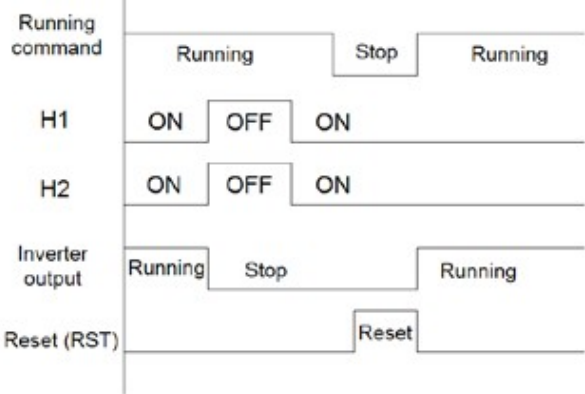 Running
command
Running Stop Running
H1 ON OFF ON
H2 ON OFF ON
Inverter
output
Running Stop Running
Reset (RST) Reset